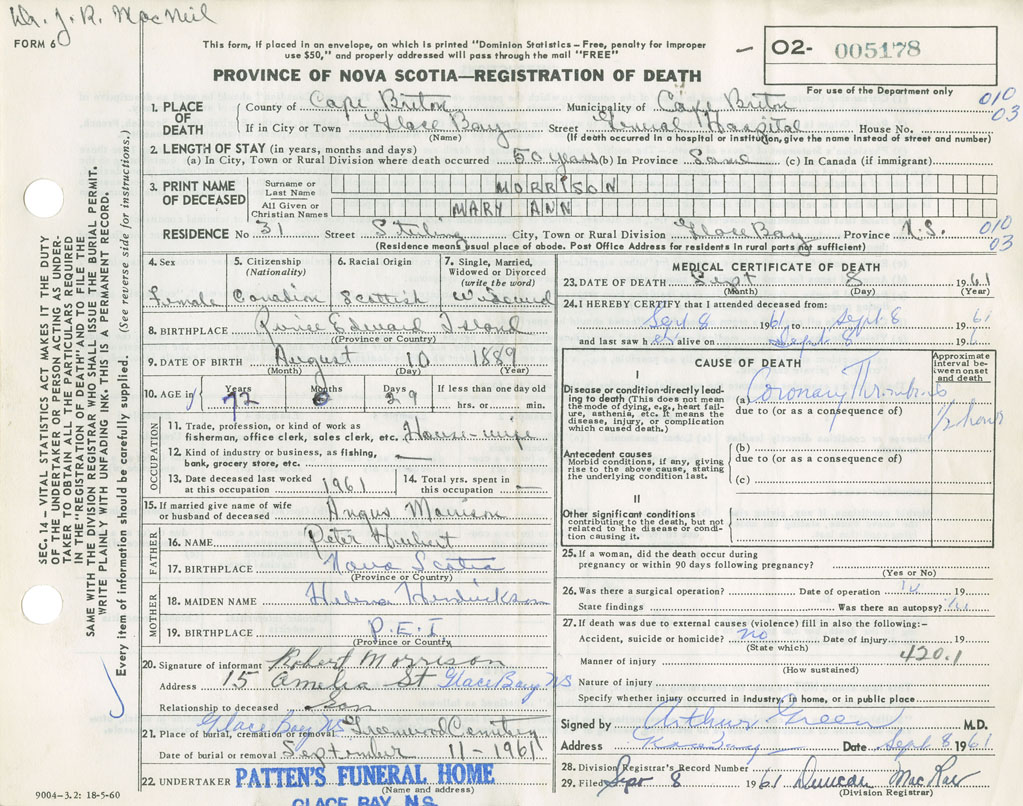 Dr. J. R. MacNeil
FORM 6
This form, if placed in an envelope, on which is printed "Dominion Statistics – Free, penalty for improper
use $50," and properly addressed will pass through the mail "FREE"
PROVINCE OF NOVA SCOTIA—REGISTRATION OF DEATH
02- 005178
For use of the Department only
010
03
1. PLACE OF DEATH
County of Cape Briton Municipality of Cape Briton
If in City or Town Glace Bay Street General Hospital House No.
(Name) (If death occurred in a hospital or institution, give the name instead of street and number)
2. LENGTH OF STAY (in years, months and days)
(a) In City, Town or Rural Division where death occurred 50 years (b) In Province Same (c) In Canada (if immigrant)
3. PRINT NAME OF DECEASED
Surname or Last Name MORRISON
All Given or Christian Names MARY ANN
RESIDENCE No 31 Street Sterling City, Town or Rural Division Glace Bay Province N.S.
010
03
(Residence means usual place of abode. Post Office Address for residents in rural parts not sufficient)
4. Sex Female
5. Citizenship (Nationality) Canadian
6. Racial Origin Scottish
7. Single, Married, Widowed or Divorced (write the word) Widowed
8. BIRTHPLACE Prince Edward Island
(Province or Country)
9. DATE OF BIRTH August 10 1889
(Month) (Day) (Year)
10. AGE in Years 72 Months 0 Days 29 If less than one day old
hrs. or min.
OCCUPATION
11. Trade, profession, or kind of work as
fisherman, office clerk, sales clerk, etc. House-wife
12. Kind of industry or business, as fishing,
bank, grocery store, etc. —
13. Date deceased last worked at this occupation 1961
14. Total yrs. spent in this occupation —
15. If married give name of wife
or husband of deceased Angus Morrison
FATHER
16. NAME Peter Hubert
17. BIRTHPLACE Nova Scotia
(Province or Country)
MOTHER
18. MAIDEN NAME Helena
19. BIRTHPLACE P.E.I
(Province or Country)
20. Signature of informant Robert Morrison
Address 15 Amelia St Glace Bay NS
Relationship to deceased Son
Glace Bay NS
21. Place of burial, cremation or removal Greenwood Cemetery
Date of burial or removal September 11-1961
22. UNDERTAKER PATTEN'S FUNERAL HOME
(Name and address)
GLACE BAY, N.S.
9004-3.2: 18-5-60
MEDICAL CERTIFICATE OF DEATH
23. DATE OF DEATH Sept 8 1961
(Month) (Day) (Year)
24. I HEREBY CERTIFY that I attended deceased from:
Sept 8 1961 to Sept 8 1961
and last saw her alive on Sept 8 1961
CAUSE OF DEATH
Approximate interval between onset and death
I
Disease or condition directly leading
to death (This does not mean
the mode of dying, e.g., heart failure,
asthenia, etc. It means the
disease, injury, or complication
which caused death.)
(a) Coronary Thrombosis
1/2 hour
due to (or as a consequence of)
Antecedent causes
Morbid conditions, if any, giving
rise to the above cause, stating
the underlying condition last.
(b)
due to (or as a consequence of)
(c)
II
Other significant conditions
contributing to the death, but not
related to the disease or condition
causing it.
25. If a woman, did the death occur during
pregnancy or within 90 days following pregnancy?
(Yes or No)
26. Was there a surgical operation? Date of operation 19
State findings Was there an autopsy?
27. If death was due to external causes (violence) fill in also the following:-
Accident, suicide or homicide? no Date of injury 19
(State which)
420.1
Manner of injury
(How sustained)
Nature of injury
Specify whether injury occurred in industry, in home, or in public place
Signed by Arthur Green M.D.
Address Glace Bay Date Sept 8 1961
28. Division Registrar's Record Number
29. Filed Sept 8 1961 Duncan MacRae
(Division Registrar)
SEC. 14 – VITAL STATISTICS ACT MAKES IT THE DUTY
OF THE UNDERTAKER OR PERSON ACTING AS UNDERTAKER
TO OBTAIN ALL THE PARTICULARS REQUIRED
IN THE "REGISTRATION OF DEATH" AND TO FILE THE
SAME WITH THE DIVISION REGISTRAR WHO SHALL ISSUE THE BURIAL PERMIT.
WRITE PLAINLY WITH UNFADING INK. THIS IS A PERMANENT RECORD.
Every item of information should be carefully supplied. (See reverse side for instructions.)